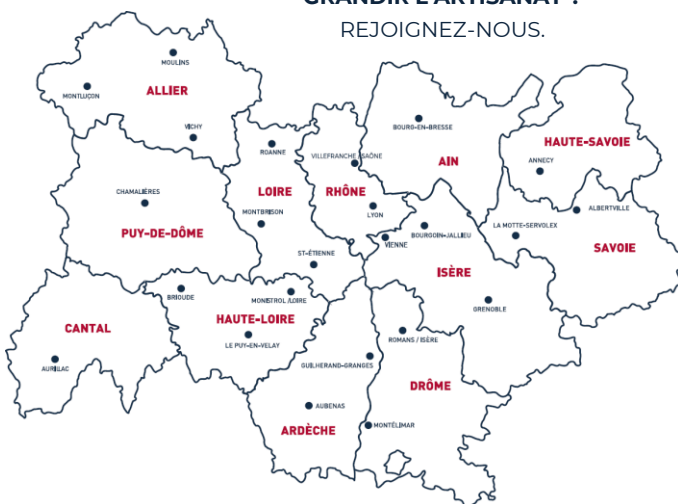 GRANDIR L'ARTISANAT ?
REJOIGNEZ-NOUS.
MOULINS
MONTLUÇON
ALLIER
VICHY
BOURG-EN-BRESSE
ROANNE
VILLEFRANCHE / SAÔNE
AIN
HAUTE-SAVOIE
ANNECY
CHAMALIÈRES
LOIRE
RHÔNE
PUY-DE-DÔME
MONTBRISON
LYON
ALBERTVILLE
LA MOTTE-SERVOLEX
BOURGOIN-JALLIEU
VIENNE
SAVOIE
ST-ÉTIENNE
ISÈRE
BRIOUDE
MONISTROL /LOIRE
GRENOBLE
HAUTE-LOIRE
CANTAL
LE PUY-EN-VELAY
ROMANS / ISÈRE
AURILLAC
GUILHERAND-GRANGES
DRÔME
AUBENAS
ARDÈCHE
MONTÉLIMAR